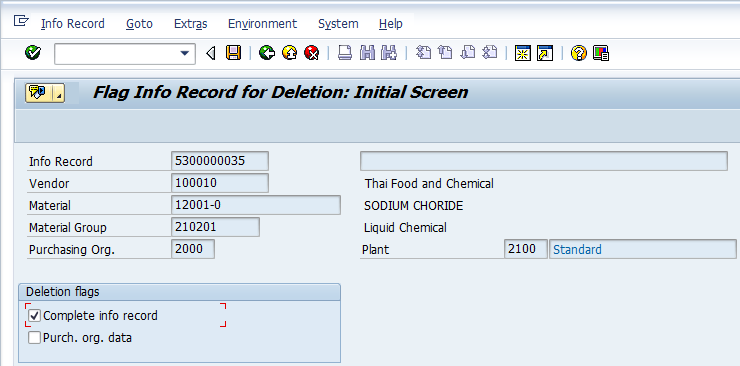 Info Record Goto Extras Environment System Help
Flag Info Record for Deletion: Initial Screen
Info Record 5300000035
Vendor 100010 Thai Food and Chemical
Material 12001-0 SODIUM CHORIDE
Material Group 210201 Liquid Chemical
Purchasing Org. 2000 Plant 2100 Standard
Deletion flags
Complete info record
Purch. org. data